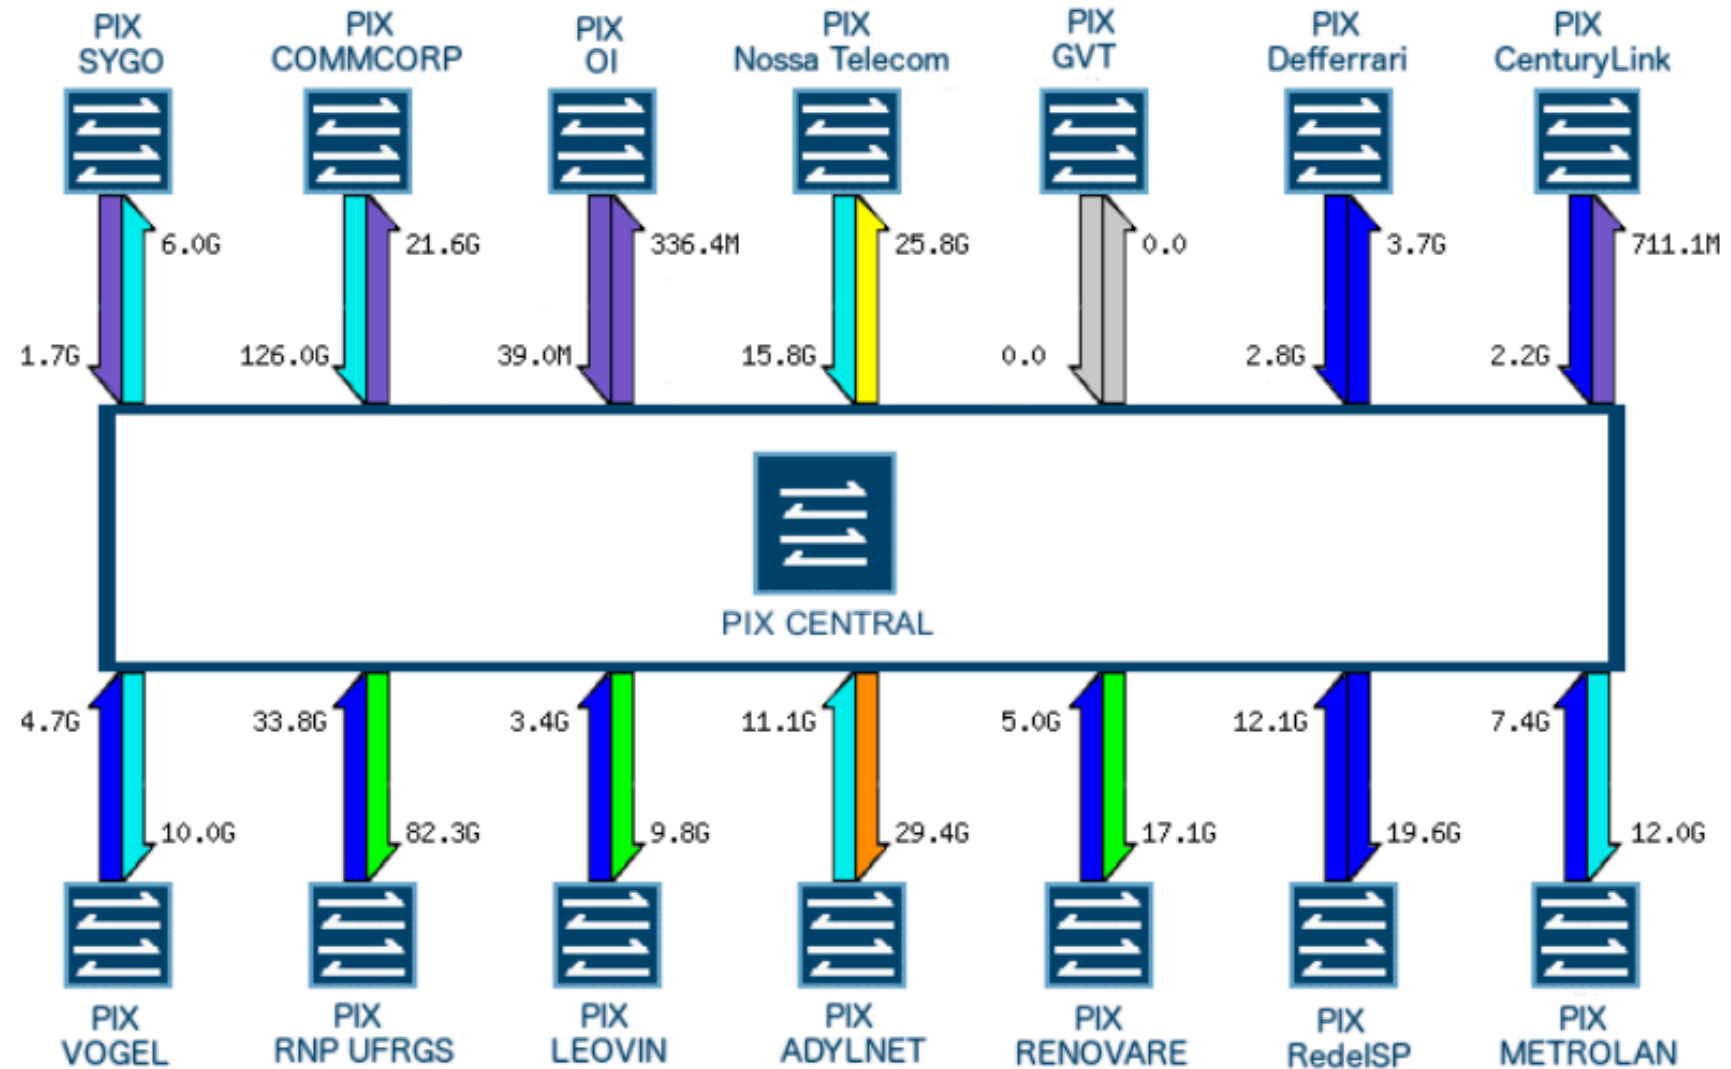 PIX
SYGO
PIX
COMMCORP
PIX
OI
PIX
Nossa Telecom
PIX
GVT
PIX
Defferrari
PIX
CenturyLink
6.0G
21.6G
336.4M
25.8G
0.0
3.7G
711.1M
1.7G
126.0G
39.0M
15.8G
0.0
2.8G
2.2G
PIX CENTRAL
4.7G
33.8G
3.4G
11.1G
5.0G
12.1G
7.4G
10.0G
82.3G
9.8G
29.4G
17.1G
19.6G
12.0G
PIX
VOGEL
PIX
RNP UFRGS
PIX
LEOVIN
PIX
ADYLNET
PIX
RENOVARE
PIX
RedeISP
PIX
METROLAN